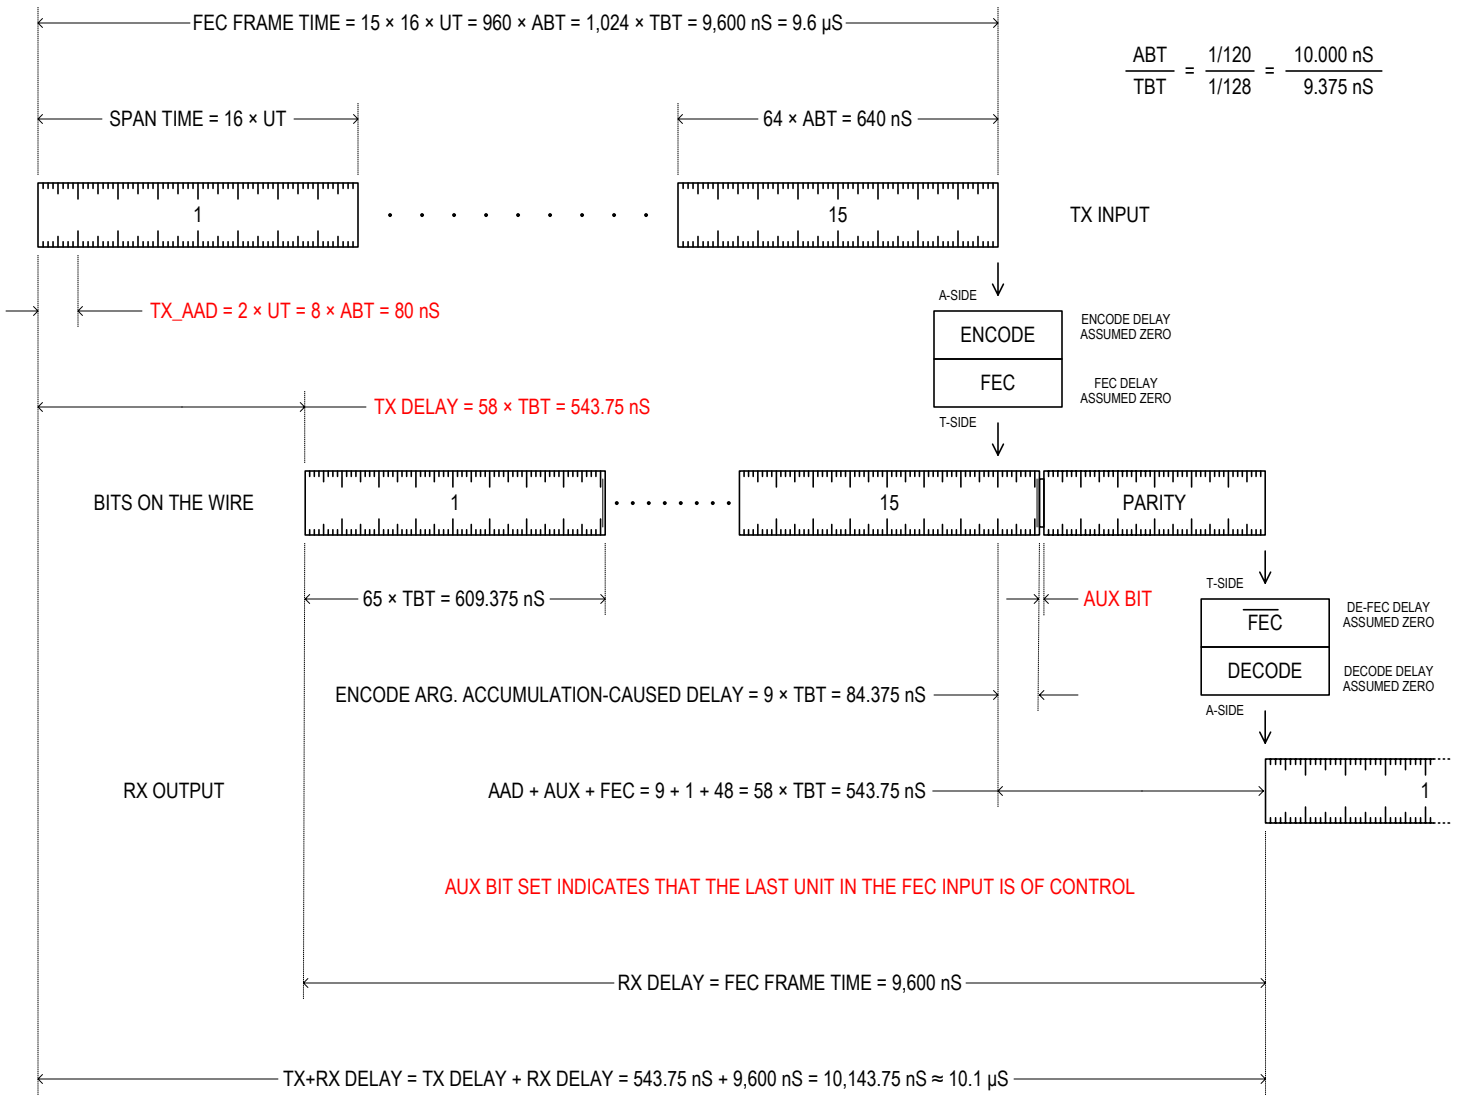 FEC FRAME TIME = 15 × 16 × UT = 960 × ABT = 1,024 × TBT = 9,600 nS = 9.6 µS
ABT
TBT
=
1/120
1/128
=
10.000 nS
9.375 nS
SPAN TIME = 16 × UT
64 × ABT = 640 nS
1
15
TX INPUT
TX_AAD = 2 × UT = 8 × ABT = 80 nS
A-SIDE
ENCODE
ENCODE DELAY
ASSUMED ZERO
FEC
FEC DELAY
ASSUMED ZERO
TX DELAY = 58 × TBT = 543.75 nS
T-SIDE
BITS ON THE WIRE
1
15
PARITY
65 × TBT = 609.375 nS
AUX BIT
T-SIDE
FEC
DE-FEC DELAY
ASSUMED ZERO
DECODE
DECODE DELAY
ASSUMED ZERO
ENCODE ARG. ACCUMULATION-CAUSED DELAY = 9 × TBT = 84.375 nS
A-SIDE
RX OUTPUT
AAD + AUX + FEC = 9 + 1 + 48 = 58 × TBT = 543.75 nS
1
AUX BIT SET INDICATES THAT THE LAST UNIT IN THE FEC INPUT IS OF CONTROL
RX DELAY = FEC FRAME TIME = 9,600 nS
TX+RX DELAY = TX DELAY + RX DELAY = 543.75 nS + 9,600 nS = 10,143.75 nS ≈ 10.1 µS